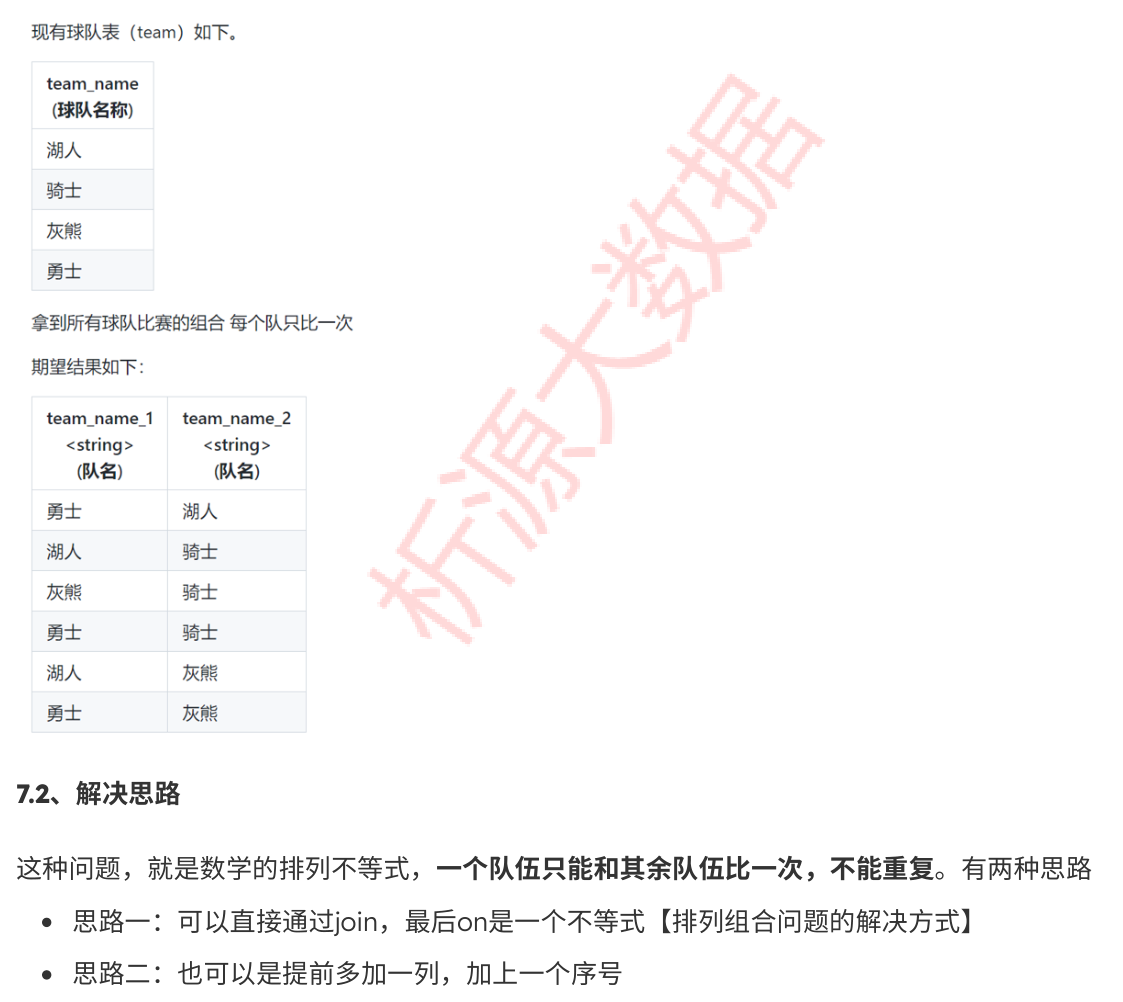 现有球队表（team）如下。
team_name
(球队名称)
湖人
骑士
灰熊
勇士
拿到所有球队比赛的组合 每个队只比一次
期望结果如下：
team_name_1 team_name_2
<string> <string>
(队名) (队名)
勇士 湖人
湖人 骑士
灰熊 骑士
勇士 骑士
湖人 灰熊
勇士 灰熊
析源大数据
7.2、解决思路
这种问题，就是数学的排列不等式，一个队伍只能和其余队伍比一次，不能重复。有两种思路
• 思路一：可以直接通过join，最后on是一个不等式【排列组合问题的解决方式】
• 思路二：也可以是提前多加一列，加上一个序号